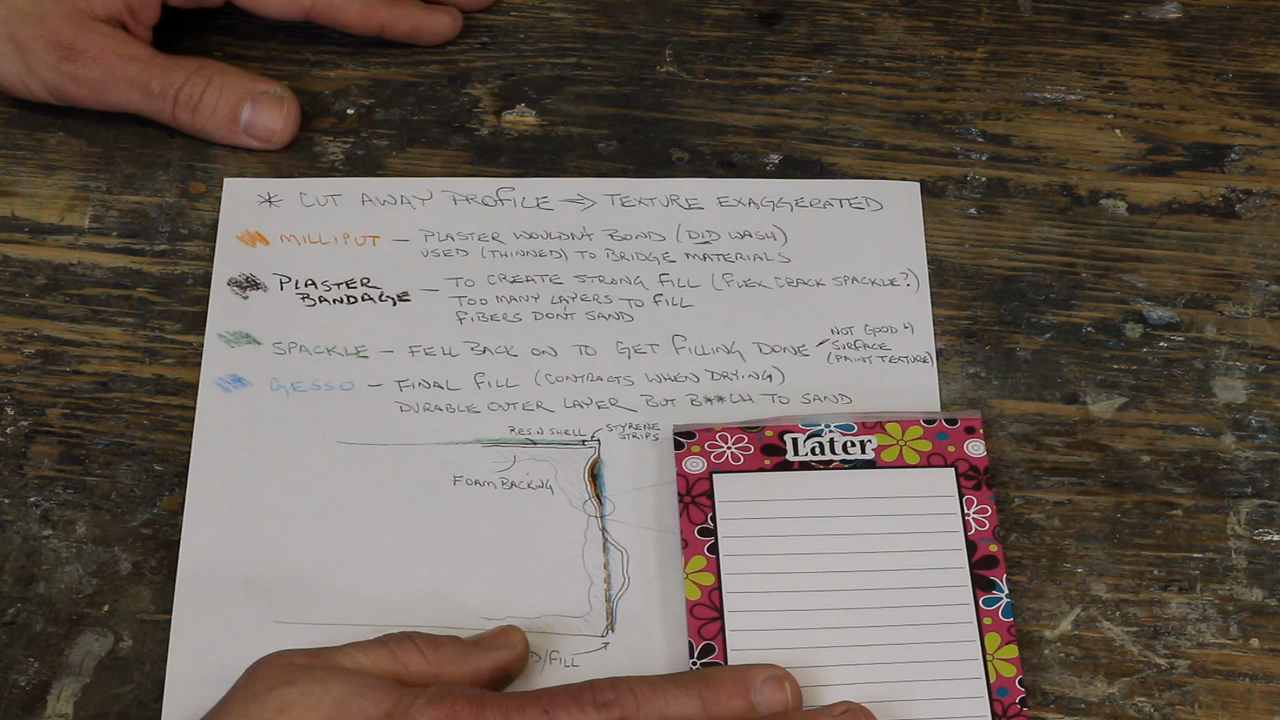 * CUT AWAY PROFILE → TEXTURE EXAGGERATED
MILLIPUT — PLASTER WOULDN'T BOND (DID WASH)
USED (THINNED) TO BRIDGE MATERIALS
PLASTER BANDAGE — TO CREATE STRONG FILL (FLEX CRACK SPACKLE?)
TOO MANY LAYERS TO FILL
FIBERS DON'T SAND
SPACKLE — FELL BACK ON TO GET FILLING DONE
NOT GOOD
SURFACE
(PAINT TEXTURE)
GESSO — FINAL FILL (CONTRACTS WHEN DRYING)
DURABLE OUTER LAYER BUT B**CH TO SAND
RESIN SHELL
STYRENE
STRIPS
FOAM BACKING
/FILL
Later